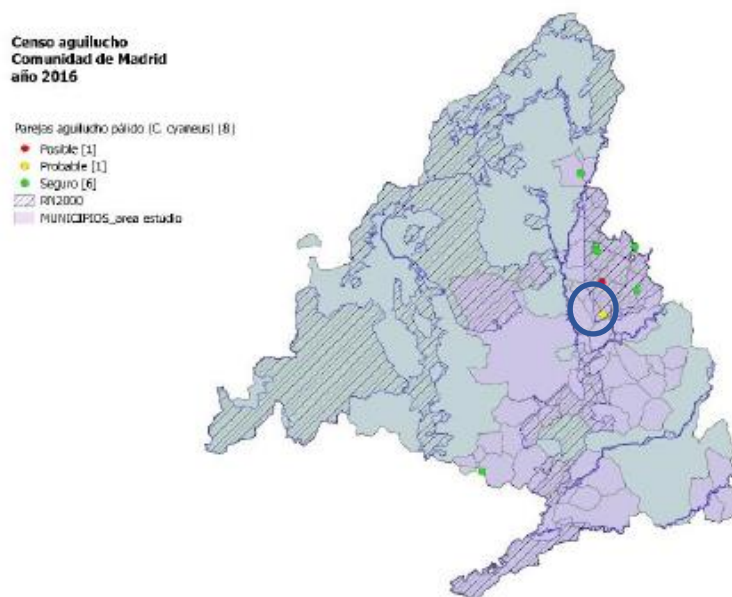 Censo aguilucho
Comunidad de Madrid
año 2016
Parejas aguilucho pálido (C. cyaneus) (8)
Posible [1]
Probable [1]
Seguro [6]
RN2000
MUNICIPIOS_area estudio